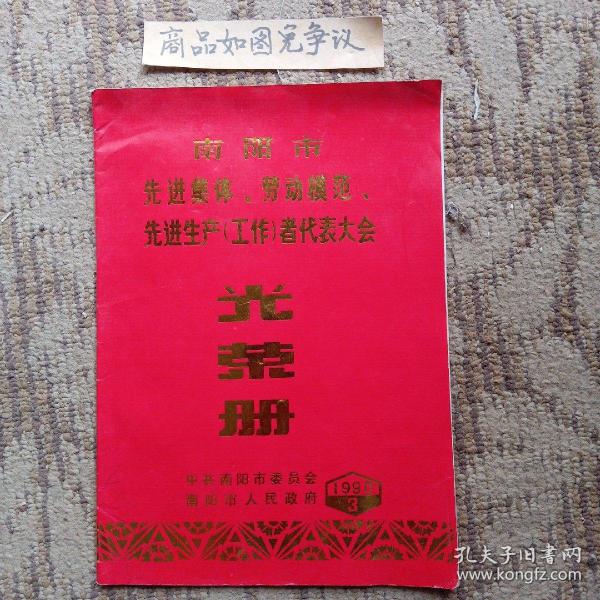 商品如图免争议
南阳市
先进集体、劳动模范、
先进生产(工作)者代表大会
光
荣
册
中共南阳市委员会
南阳市人民政府
3
孔夫子旧书网
www.kongfz.com